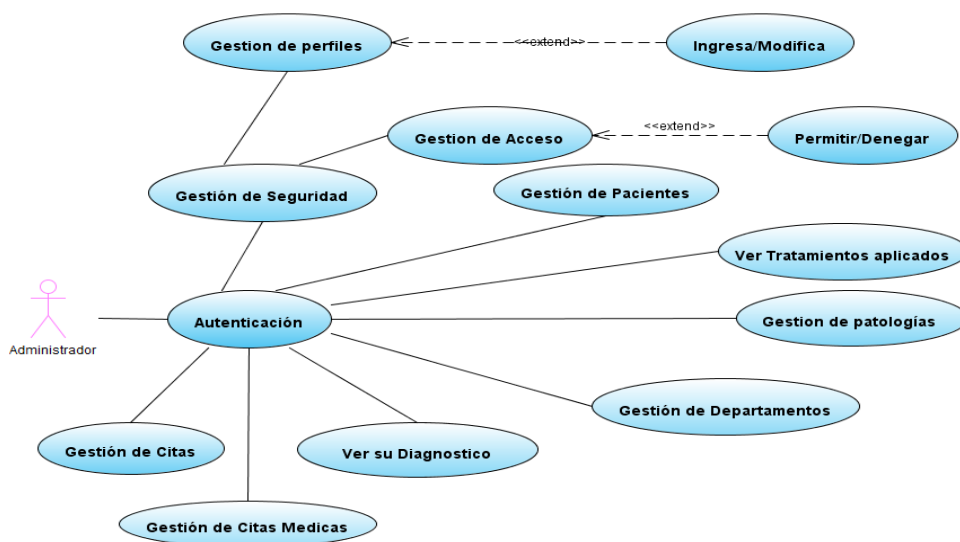 Gestion de perfiles
<<extend>>
Ingresa/Modifica
Gestion de Acceso
<<extend>>
Permitir/Denegar
Gestión de Seguridad
Gestión de Pacientes
Ver Tratamientos aplicados
Administrador
Autenticación
Gestion de patologías
Gestión de Departamentos
Gestión de Citas
Ver su Diagnostico
Gestión de Citas Medicas